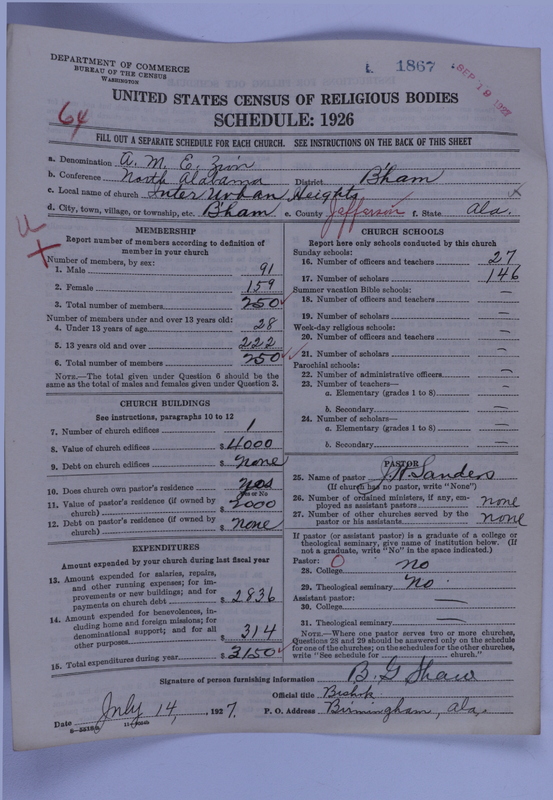 DEPARTMENT OF COMMERCE
BUREAU OF THE CENSUS
WASHINGTON
1867
SEP 19 1927
UNITED STATES CENSUS OF RELIGIOUS BODIES
SCHEDULE: 1926
64
FILL OUT A SEPARATE SCHEDULE FOR EACH CHURCH. SEE INSTRUCTIONS ON THE BACK OF THIS SHEET
a. Denomination A. M. E. Zion
b. Conference North Alabama District B'ham
c. Local name of church Inter Urban Heights
d. City, town, village, or township, etc. B'ham e. County Jefferson f. State Ala.
MEMBERSHIP
Report number of members according to definition of
member in your church
Number of members, by sex:
1. Male 91
2. Female 159
3. Total number of members 250
Number of members under and over 13 years old:
4. Under 13 years of age 28
5. 13 years old and over 222
6. Total number of members 250
NOTE.—The total given under Question 6 should be the
same as the total of males and females given under Question 3.
CHURCH BUILDINGS
See instructions, paragraphs 10 to 12
7. Number of church edifices 1
8. Value of church edifices $4000
9. Debt on church edifices $ none
10. Does church own pastor's residence? yes
Yes or No
11. Value of pastor's residence (if owned by
church) $ 2000
12. Debt on pastor's residence (if owned by
church) $ none
EXPENDITURES
Amount expended by your church during last fiscal year
13. Amount expended for salaries, repairs,
and other running expenses; for im-
provements or new buildings; and for
payments on church debt $ 2836
14. Amount expended for benevolences, in-
cluding home and foreign missions; for
denominational support; and for all
other purposes $ 314
15. Total expenditures during year $ 3150
CHURCH SCHOOLS
Report here only schools conducted by this church
Sunday schools:
16. Number of officers and teachers 27
17. Number of scholars 146
Summer vacation Bible schools:
18. Number of officers and teachers —
19. Number of scholars —
Week-day religious schools:
20. Number of officers and teachers —
21. Number of scholars —
Parochial schools:
22. Number of administrative officers —
23. Number of teachers—
a. Elementary (grades 1 to 8) —
b. Secondary —
24. Number of scholars—
a. Elementary (grades 1 to 8) —
b. Secondary —
PASTOR
25. Name of pastor J. W. Sanders
(If church has no pastor, write "None")
26. Number of ordained ministers, if any, em-
ployed as assistant pastors none
27. Number of other churches served by the
pastor or his assistants none
If pastor (or assistant pastor) is a graduate of a college or
theological seminary, give name of institution below. (If
not a graduate, write "No" in the space indicated.)
Pastor: 0
28. College no
29. Theological seminary No.
Assistant pastor:
30. College —
31. Theological seminary —
NOTE.—Where one pastor serves two or more churches,
Questions 28 and 29 should be answered only on the schedule
for one of the churches; on the schedules for the other churches,
write "See schedule for church."
Signature of person furnishing information B. G. Shaw
Official title Bishop
Date July 14, 1927. P. O. Address Birmingham, Ala.